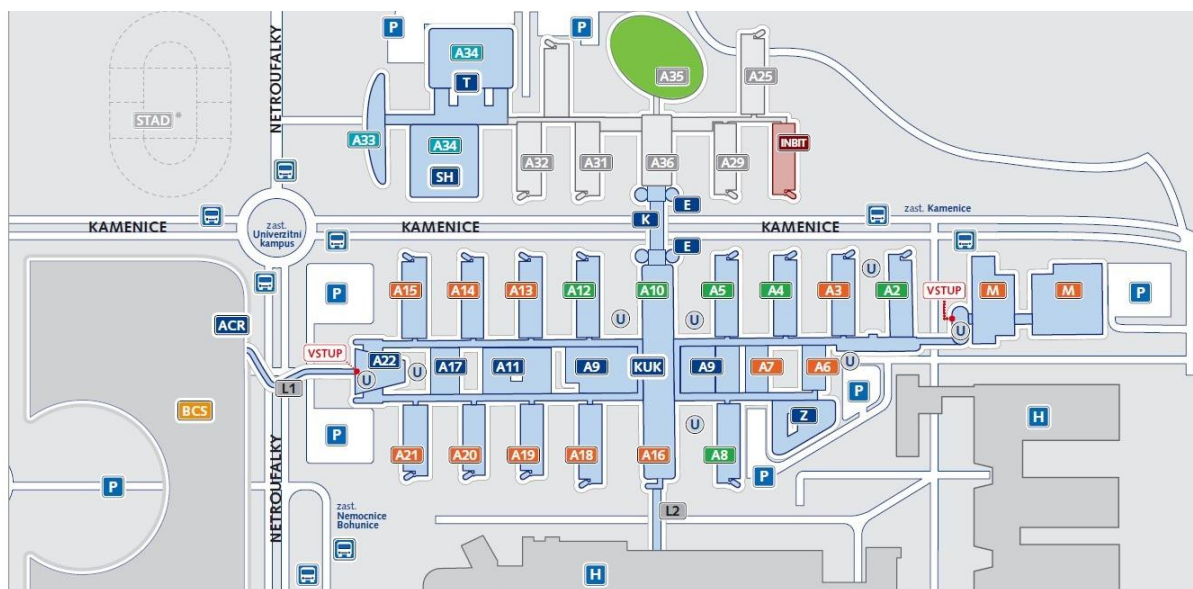 P
P
A34
T
A35
A25
NETROUFALKY
STAD *
A33
A34
A32
A31
A36
A29
INBIT
SH
E
K
zast. Kamenice
KAMENICE
zast.
Univerzitní
kampus
KAMENICE
KAMENICE
E
U
A15
A14
A13
A12
A10
A5
A4
A3
A2
VSTUP
M
M
P
P
U
U
U
ACR
VSTUP
A22
A17
A11
A9
KUK
A9
A7
A6
U
U
U
L1
P
BCS
Z
H
P
U
A21
A20
A19
A18
A16
A8
P
P
NETROUFALKY
zast.
Nemocnice
Bohunice
L2
H